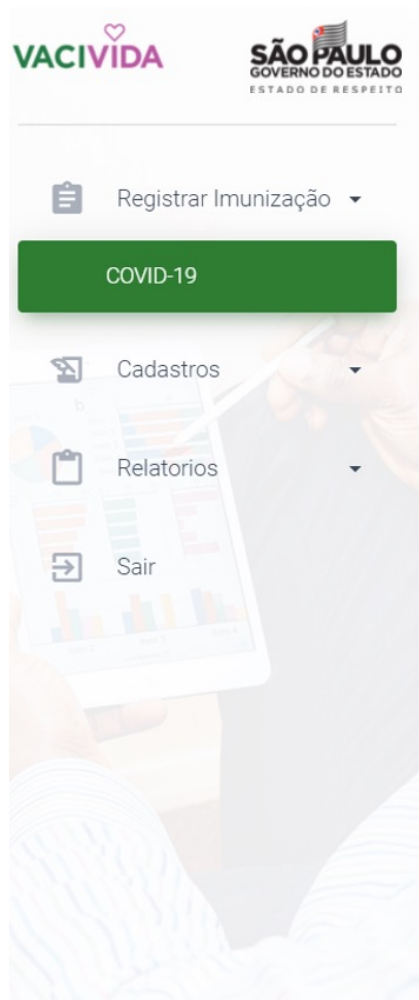 VACIVIDA
SÃO PAULO
GOVERNO DO ESTADO
ESTADO DE RESPEITO
Registrar Imunização
COVID-19
Cadastros
Relatorios
Sair